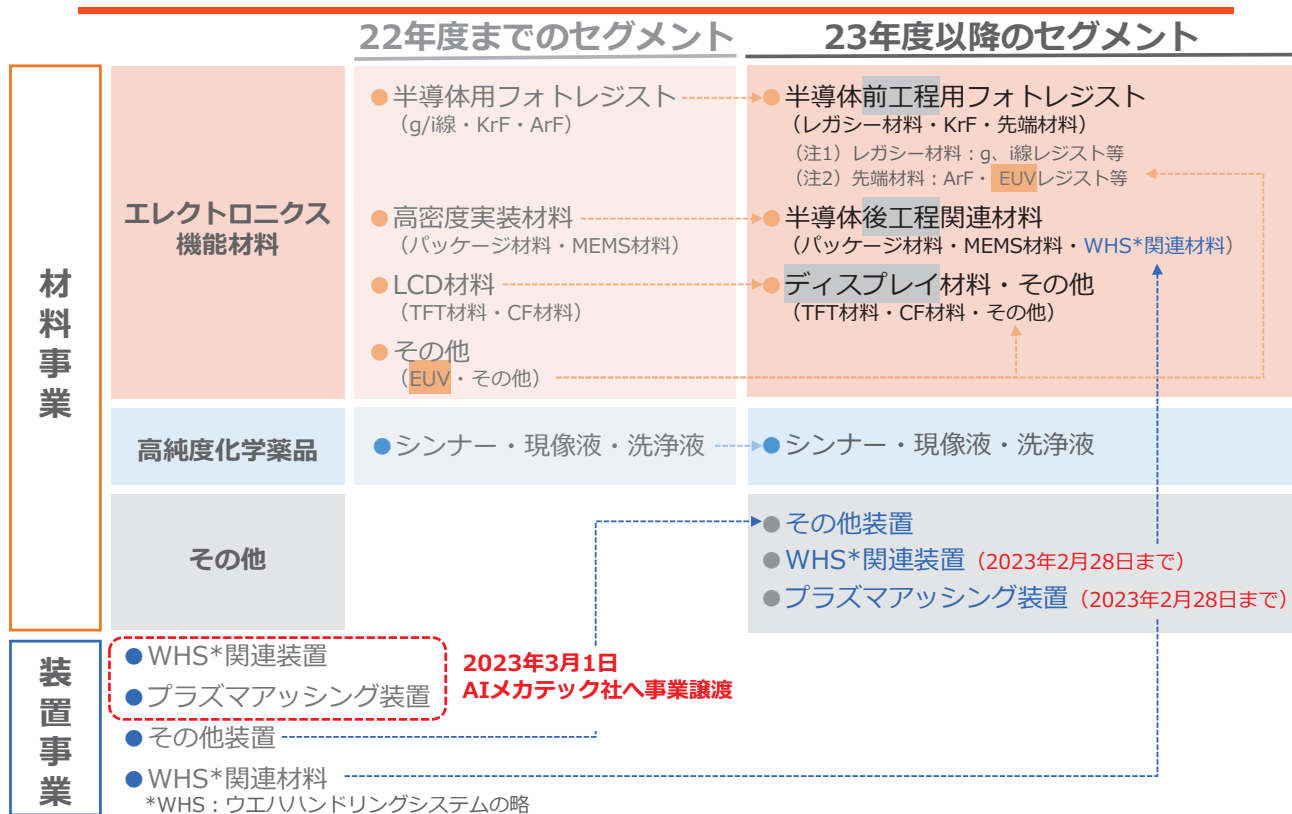 22年度までのセグメント
23年度以降のセグメント
材料事業
エレクトロニクス
機能材料
●半導体用フォトレジスト
（g/i線・KrF・ArF）
●高密度実装材料
（パッケージ材料・MEMS材料）
●LCD材料
（TFT材料・CF材料）
●その他
（EUV・その他）
●半導体前工程用フォトレジスト
（レガシー材料・KrF・先端材料）
（注1）レガシー材料：g、i線レジスト等
（注2）先端材料：ArF・EUVレジスト等
●半導体後工程関連材料
（パッケージ材料・MEMS材料・WHS*関連材料）
●ディスプレイ材料・その他
（TFT材料・CF材料・その他）
高純度化学薬品
●シンナー・現像液・洗浄液
●シンナー・現像液・洗浄液
その他
●その他装置
●WHS*関連装置（2023年2月28日まで）
●プラズマアッシング装置（2023年2月28日まで）
装置事業
●WHS*関連装置
●プラズマアッシング装置
2023年3月1日
AIメカテック社へ事業譲渡
●その他装置
●WHS*関連材料
*WHS：ウエハハンドリングシステムの略